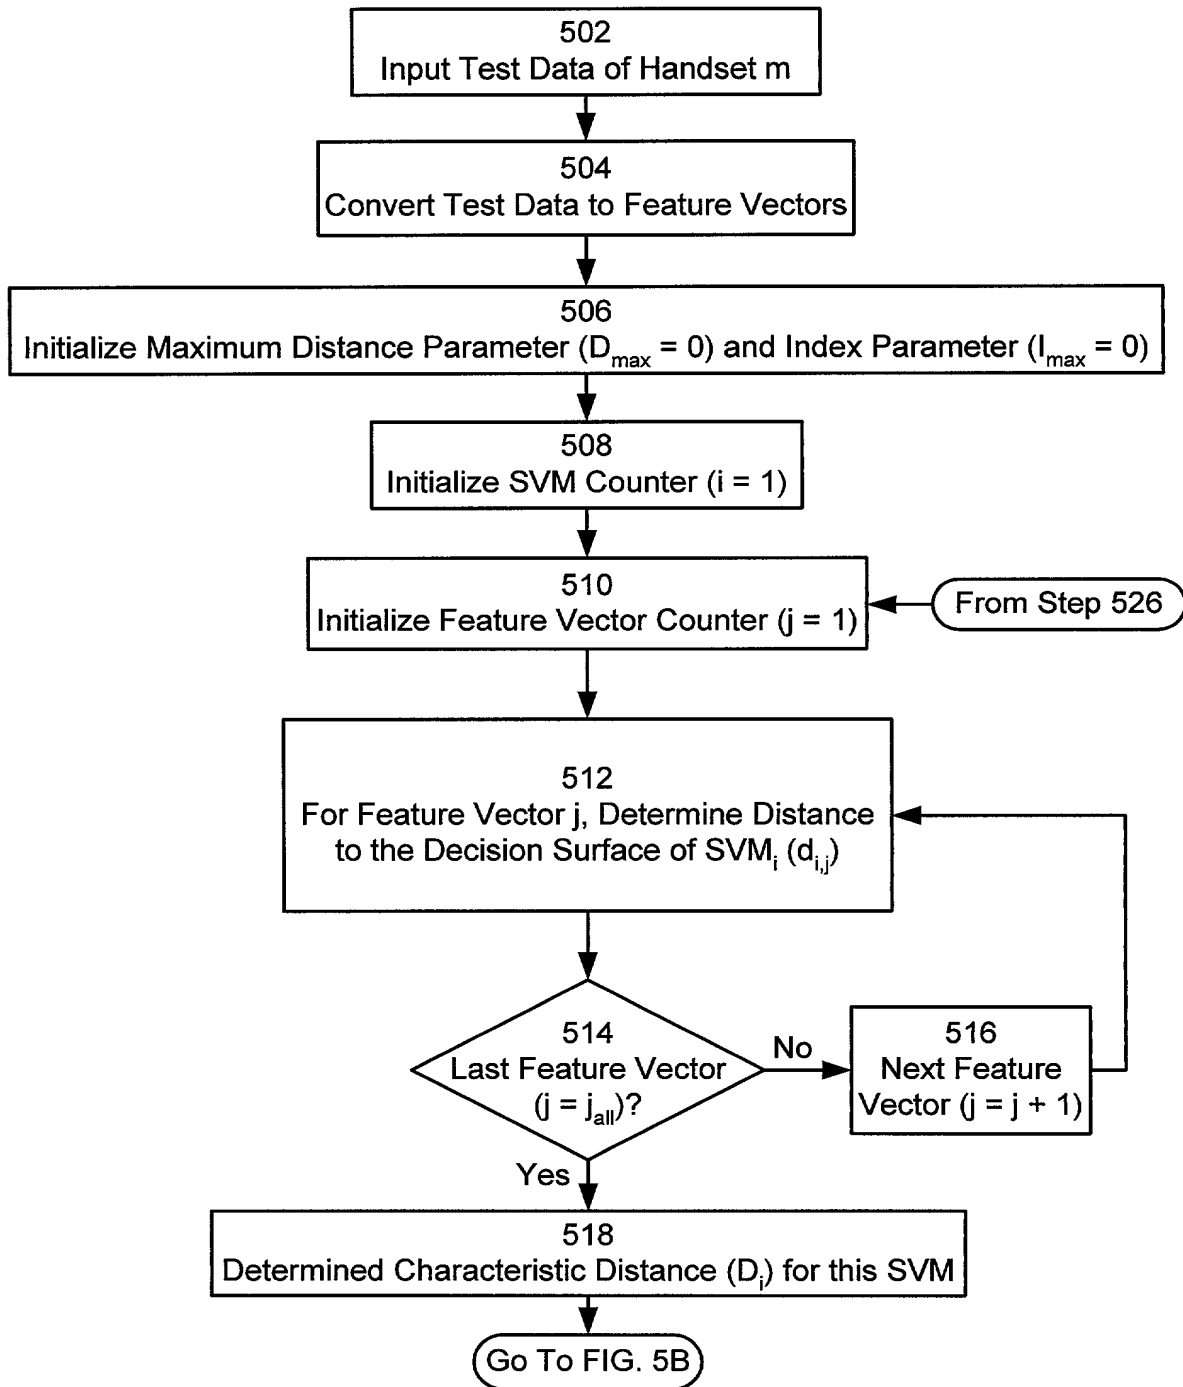 502
Input Test Data of Handset m
504
Convert Test Data to Feature Vectors
506
Initialize Maximum Distance Parameter (Dmax = 0) and Index Parameter (Imax = 0)
508
Initialize SVM Counter (i = 1)
510
Initialize Feature Vector Counter (j = 1)
From Step 526
512
For Feature Vector j, Determine Distance
to the Decision Surface of SVMi (di,j)
514
Last Feature Vector
(j = jall)?
No
516
Next Feature
Vector (j = j + 1)
Yes
518
Determined Characteristic Distance (Di) for this SVM
Go To FIG. 5B